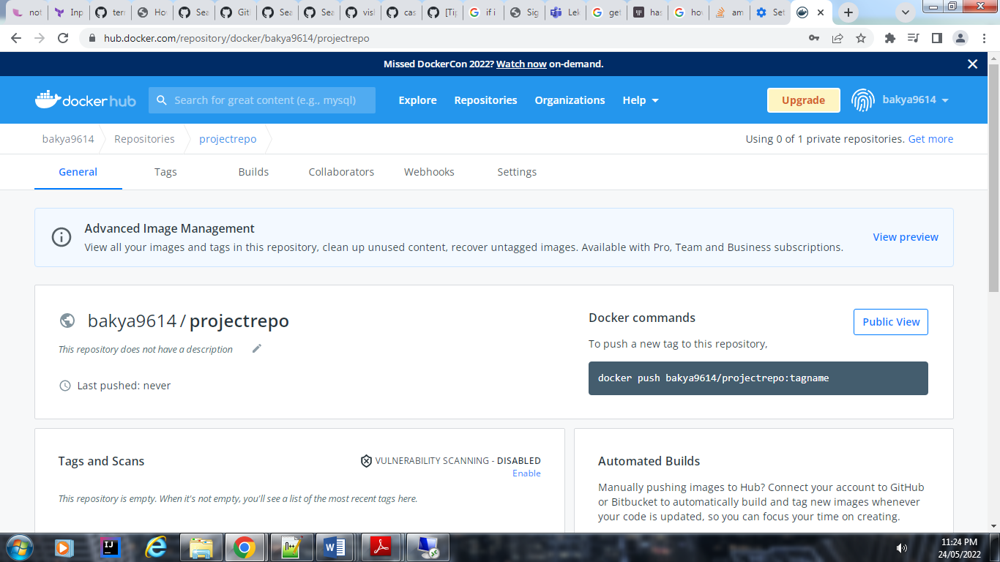 not
Inp
terr
How
Sea
GitI
Sea
Sea
visl
cas
[Tip
if i
Sig
Lek
get
has
how
am
Set
hub.docker.com/repository/docker/bakya9614/projectrepo
Missed DockerCon 2022? Watch now on-demand.
docker hub
Search for great content (e.g., mysql)
Explore
Repositories
Organizations
Help
Upgrade
bakya9614
bakya9614
Repositories
projectrepo
Using 0 of 1 private repositories. Get more
General
Tags
Builds
Collaborators
Webhooks
Settings
Advanced Image Management
View all your images and tags in this repository, clean up unused content, recover untagged images. Available with Pro, Team and Business subscriptions.
View preview
bakya9614 / projectrepo
This repository does not have a description
Last pushed: never
Docker commands
Public View
To push a new tag to this repository,
docker push bakya9614/projectrepo:tagname
Tags and Scans
VULNERABILITY SCANNING - DISABLED
Enable
This repository is empty. When it's not empty, you'll see a list of the most recent tags here.
Automated Builds
Manually pushing images to Hub? Connect your account to GitHub
or Bitbucket to automatically build and tag new images whenever
your code is updated, so you can focus your time on creating.
11:24 PM
24/05/2022